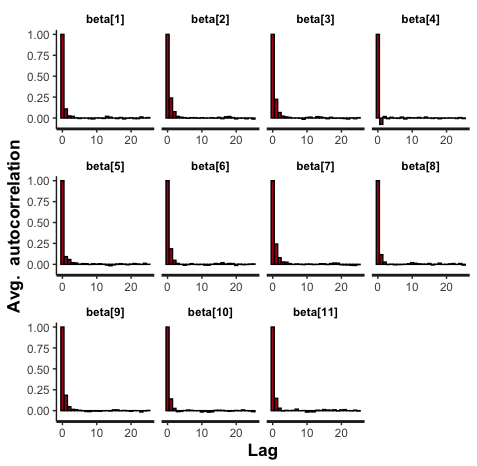 beta[1] beta[2] beta[3] beta[4]
1.00
0.75
0.50
0.25
0.00
0 10 20 0 10 20 0 10 20 0 10 20
beta[5] beta[6] beta[7] beta[8]
1.00
0.75
0.50
0.25
0.00
0 10 20 0 10 20 0 10 20 0 10 20
beta[9] beta[10] beta[11]
1.00
0.75
0.50
0.25
0.00
0 10 20 0 10 20 0 10 20
Avg. autocorrelation
Lag